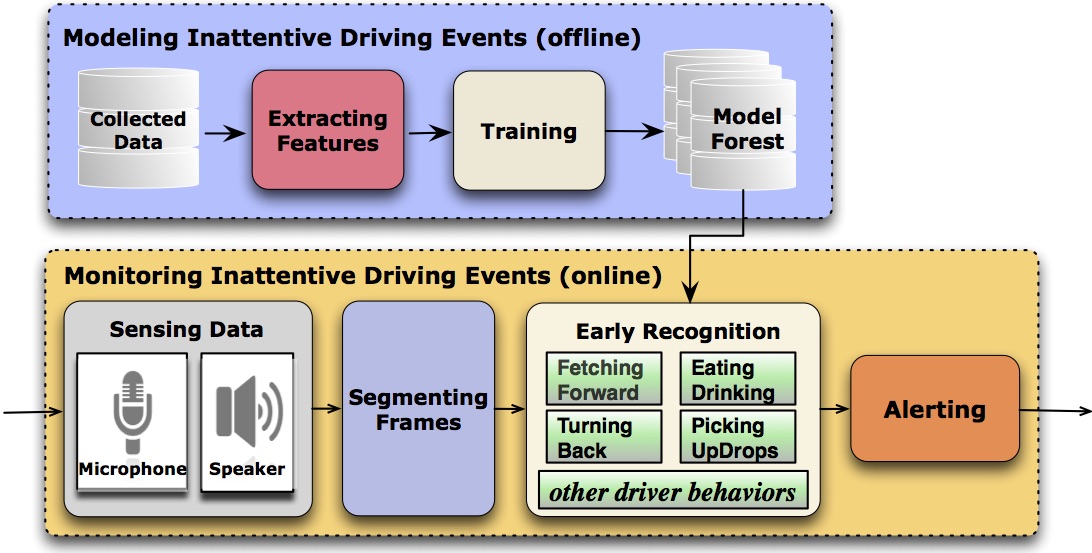 Modeling Inattentive Driving Events (offline)
Collected
Data
Extracting
Features
Training
Model
Forest
Monitoring Inattentive Driving Events (online)
Sensing Data
Microphone
Speaker
Segmenting
Frames
Early Recognition
Fetching
Forward
Eating
Drinking
Turning
Back
Picking
UpDrops
other driver behaviors
Alerting